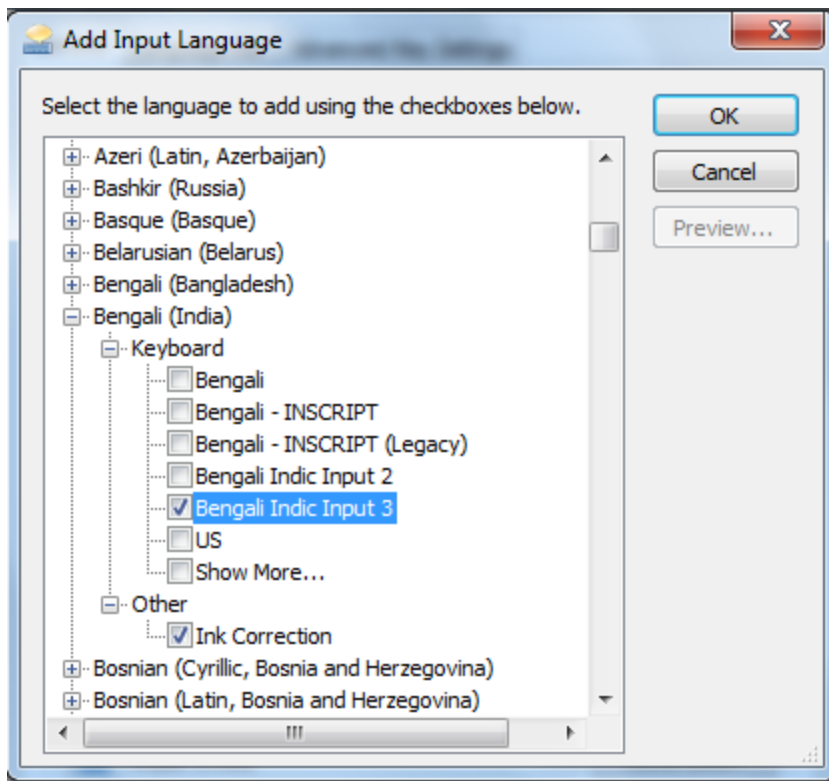 Add Input Language
Select the language to add using the checkboxes below.
OK
Cancel
Preview...
Azeri (Latin, Azerbaijan)
Bashkir (Russia)
Basque (Basque)
Belarusian (Belarus)
Bengali (Bangladesh)
Bengali (India)
Keyboard
Bengali
Bengali - INSCRIPT
Bengali - INSCRIPT (Legacy)
Bengali Indic Input 2
Bengali Indic Input 3
US
Show More...
Other
Ink Correction
Bosnian (Cyrillic, Bosnia and Herzegovina)
Bosnian (Latin, Bosnia and Herzegovina)